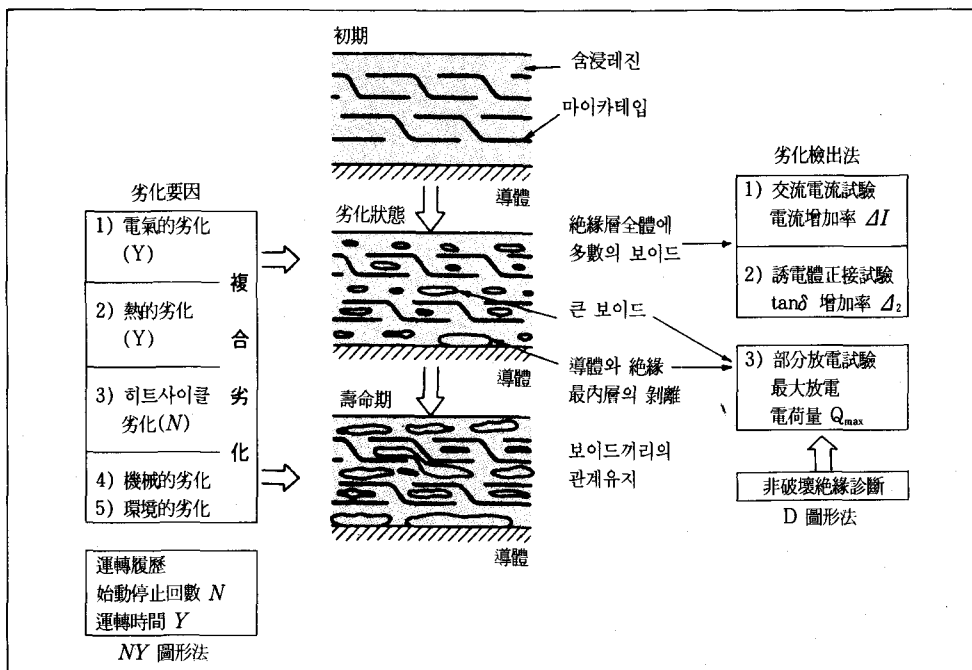 初期
含浸레진
마이카테입
導體
劣化要因
1) 電氣的劣化
(Y)
2) 熱的劣化
(Y)
3) 히트사이클
劣化(N)
4) 機械的劣化
5) 環境的劣化
複
合
劣
化
運轉履歷
始動停止回數 N
運轉時間 Y
NY 圖形法
劣化狀態
導體
壽命期
導體
絶緣層全體에
多數의 보이드
큰 보이드
導體와 絶緣
最內層의 剝離
보이드끼리의
관계유지
劣化檢出法
1) 交流電流試驗
電流增加率 ΔI
2) 誘電體正接試驗
tanδ 增加率 Δ₂
3) 部分放電試驗
最大放電
電荷量 Qmax
非破壞絶緣診斷
D 圖形法